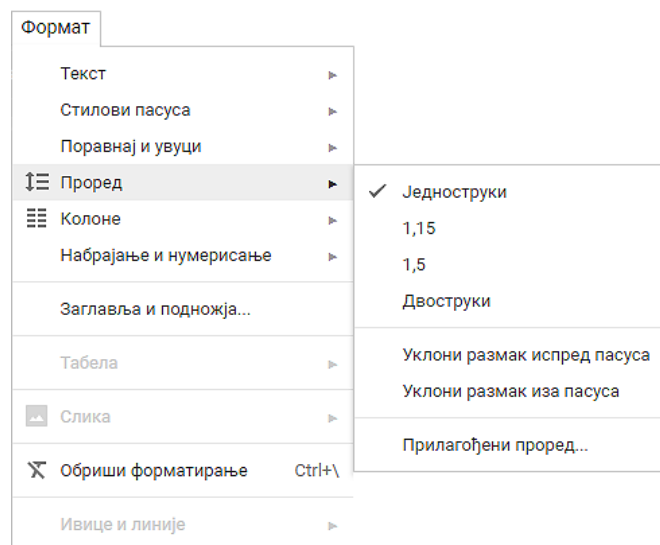 Формат
Текст
Стилови пасуса
Поравнај и увуци
Проред
Колоне
Набрајање и нумерисање
Заглавља и подножја...
Табела
Слика
Обриши форматирање Ctrl+\
Ивице и линије
Једноструки
1,15
1,5
Двоструки
Уклони размак испред пасуса
Уклони размак иза пасуса
Прилагођени проред...